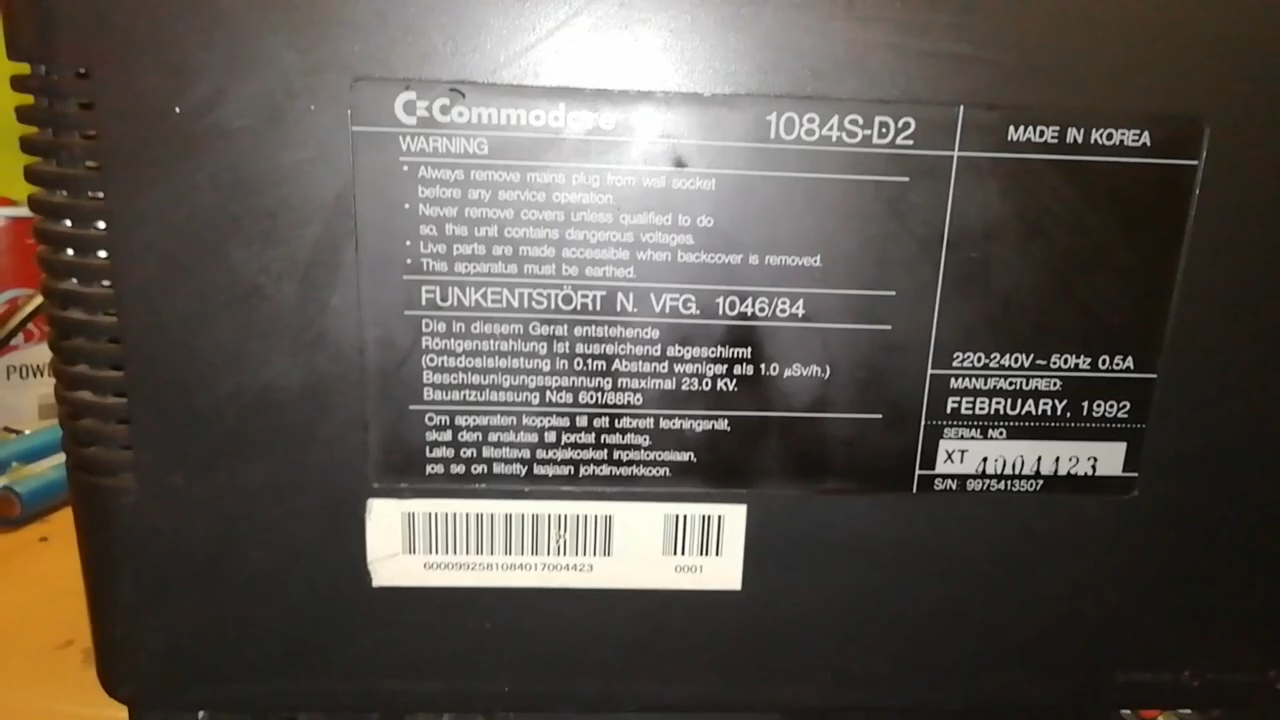 Commodore
1084S-D2
MADE IN KOREA
WARNING
* Always remove mains plug from wall socket
before any service operation.
* Never remove covers unless qualified to do
so, this unit contains dangerous voltages.
* Live parts are made accessible when backcover is removed.
* This apparatus must be earthed.
FUNKENTSTÖRT N. VFG. 1046/84
Die in diesem Gerat entstehende
Röntgenstrahlung ist ausreichend abgeschirmt
(Ortsdosisleistung in 0.1m Abstand weniger als 1.0 μSv/h.)
Beschleunigungsspannung maximal 23.0 KV.
Bauartzulassung Nds 601/88Rö
Om apparaten kopplas till ett utbrett ledningsnät,
skall den anslutas till jordat natuttag.
Laite on liitettava suojakosket inpistorosiaan,
jos se on liitetty laajaan johdinverkkoon.
220-240V~50Hz 0.5A
MANUFACTURED:
FEBRUARY, 1992
SERIAL NO.
XT 4004423
S/N: 9975413507
6000992581084017004423
0001
POW